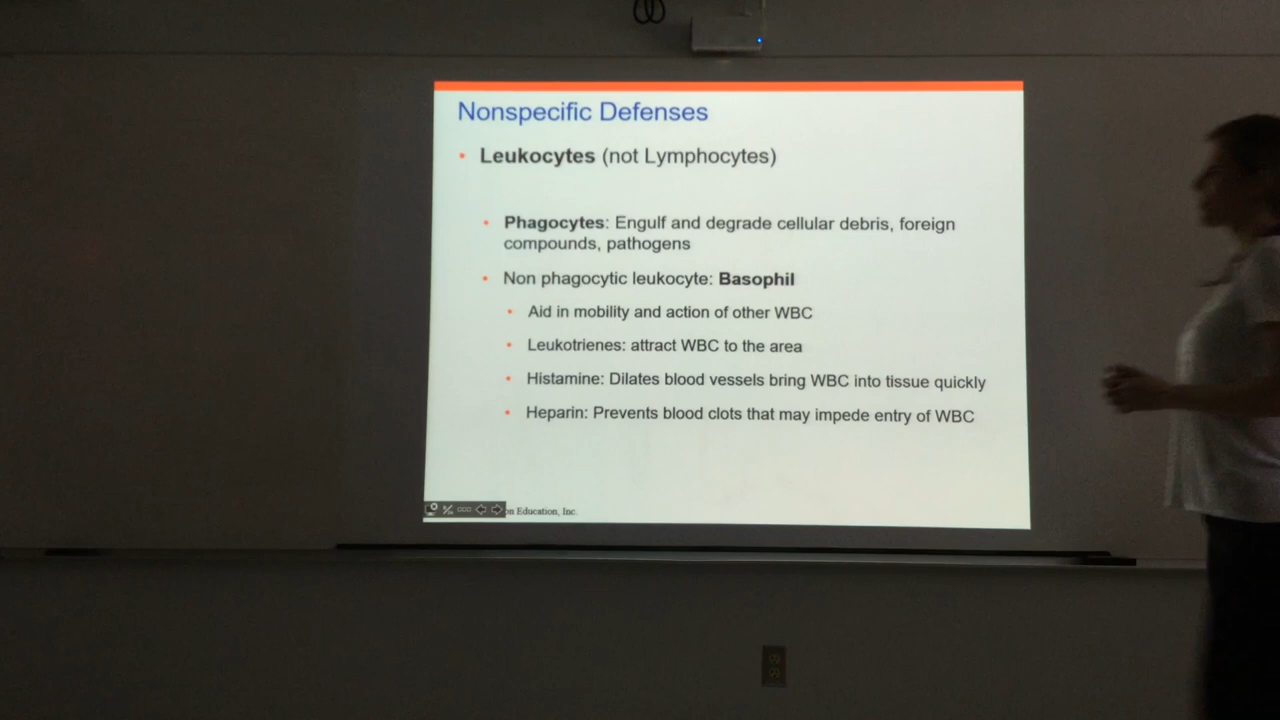 Nonspecific Defenses
• Leukocytes (not Lymphocytes)
• Phagocytes: Engulf and degrade cellular debris, foreign
compounds, pathogens
• Non phagocytic leukocyte: Basophil
• Aid in mobility and action of other WBC
• Leukotrienes: attract WBC to the area
• Histamine: Dilates blood vessels bring WBC into tissue quickly
• Heparin: Prevents blood clots that may impede entry of WBC
on Education, Inc.